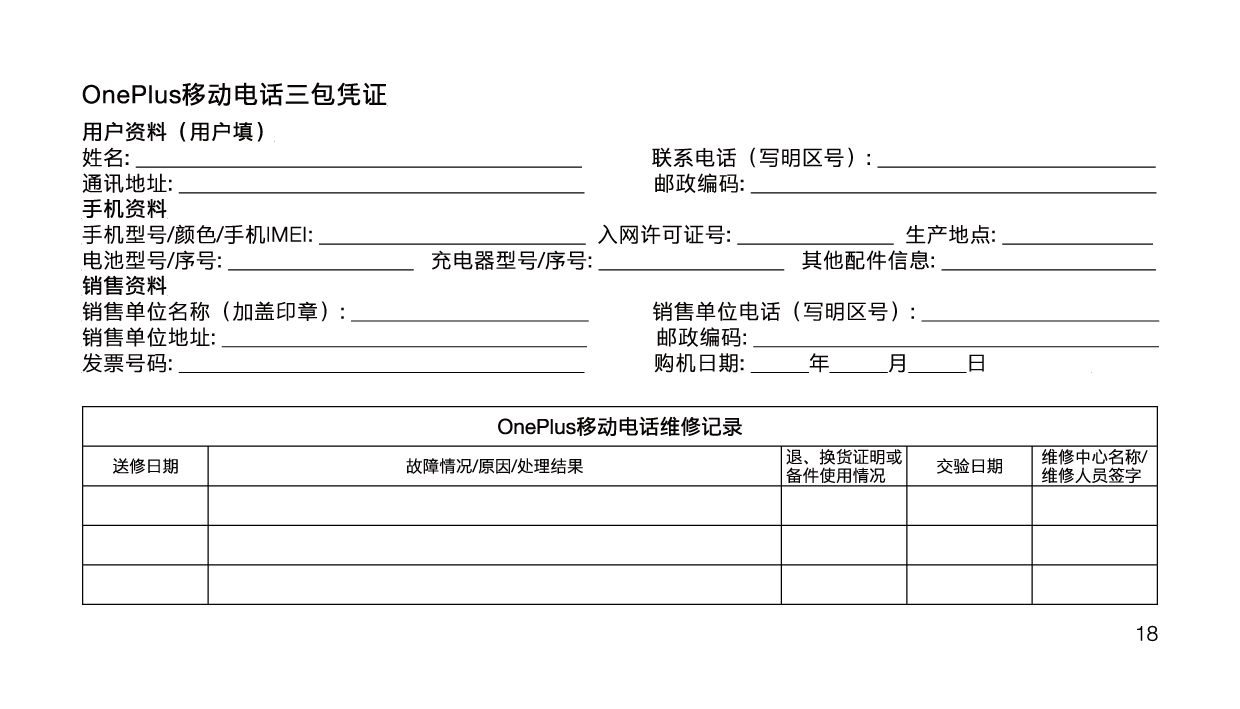 OnePlus移动电话三包凭证
用户资料（用户填）
姓名: 联系电话（写明区号）:
通讯地址: 邮政编码:
手机资料
手机型号/颜色/手机IMEI: 入网许可证号: 生产地点:
电池型号/序号: 充电器型号/序号: 其他配件信息:
销售资料
销售单位名称（加盖印章）: 销售单位电话（写明区号）:
销售单位地址: 邮政编码:
发票号码: 购机日期: 年 月 日
OnePlus移动电话维修记录
送修日期 故障情况/原因/处理结果 退、换货证明或 交验日期 维修中心名称/
备件使用情况 维修人员签字
18